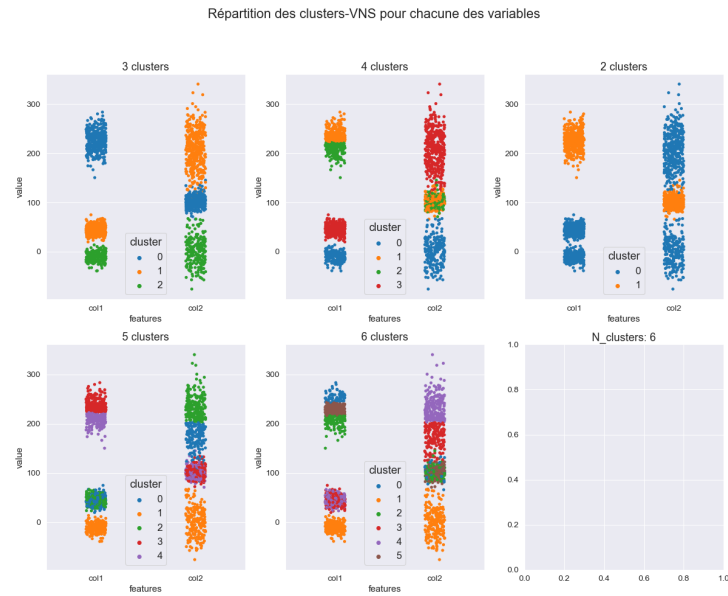 Répartition des clusters-VNS pour chacune des variables
3 clusters
300
200
100
0
value
cluster
0
1
2
col1
col2
features
4 clusters
300
200
100
0
value
cluster
0
1
2
3
col1
col2
features
2 clusters
300
200
100
0
value
cluster
0
1
col1
col2
features
5 clusters
300
200
100
0
value
cluster
0
1
2
3
4
col1
col2
features
6 clusters
300
200
100
0
value
cluster
0
1
2
3
4
5
col1
col2
features
N_clusters: 6
1.0
0.8
0.6
0.4
0.2
0.0
0.0
0.2
0.4
0.6
0.8
1.0